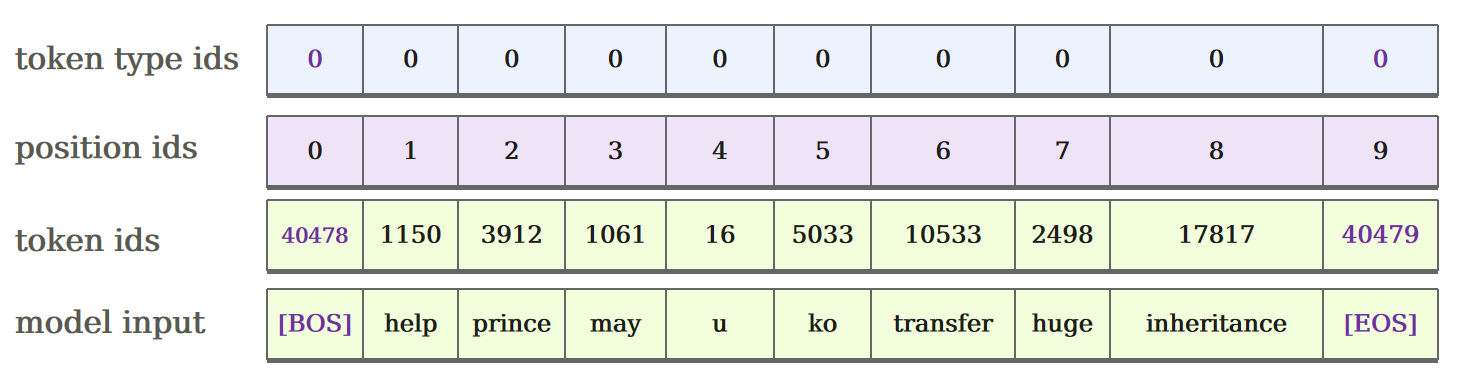 token type ids 0 0 0 0 0 0 0 0 0 0
position ids 0 1 2 3 4 5 6 7 8 9
token ids 40478 1150 3912 1061 16 5033 10533 2498 17817 40479
model input [BOS] help prince may u ko transfer huge inheritance [EOS]